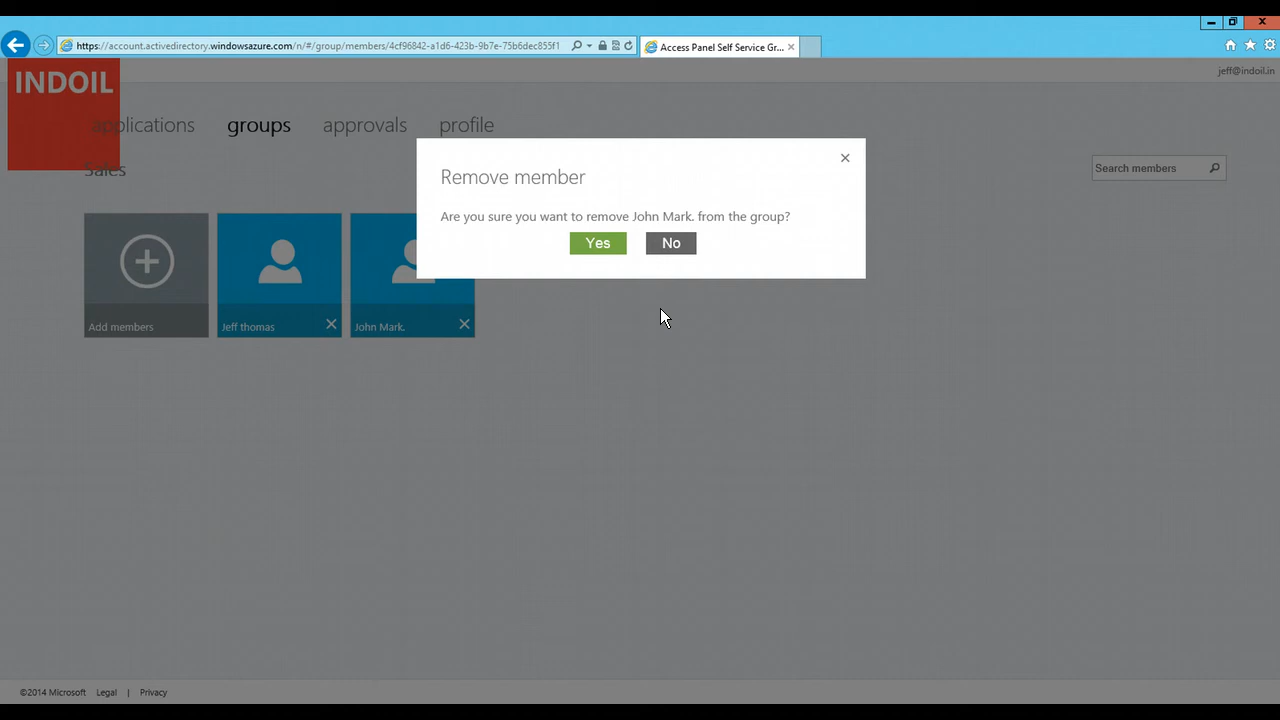 https://account.activedirectory.windowsazure.com/n/#/group/members/4cf96842-a1d6-423b-9b7e-75b6dec855f1
Access Panel Self Service Gr...
jeff@indoil.in
INDOIL
applications groups approvals profile
Sales
Search members
Remove member
Are you sure you want to remove John Mark. from the group?
Yes No
Add members
Jeff thomas
John Mark.
©2014 Microsoft Legal | Privacy